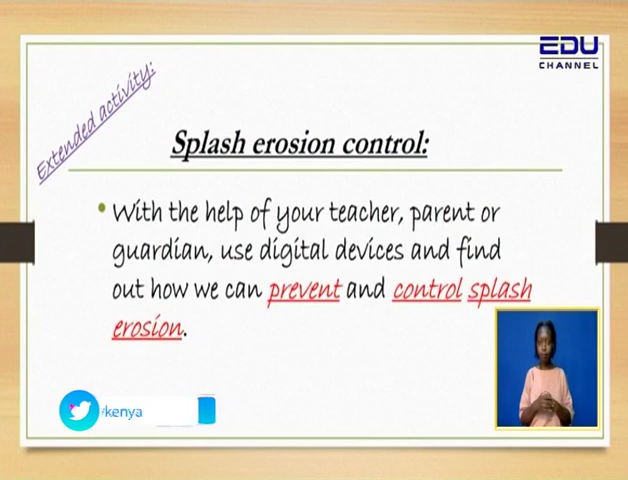 EDU
CHANNEL
Extended activity:
Splash erosion control:
• With the help of your teacher, parent or
guardian, use digital devices and find
out how we can prevent and control splash
erosion.
/kenya